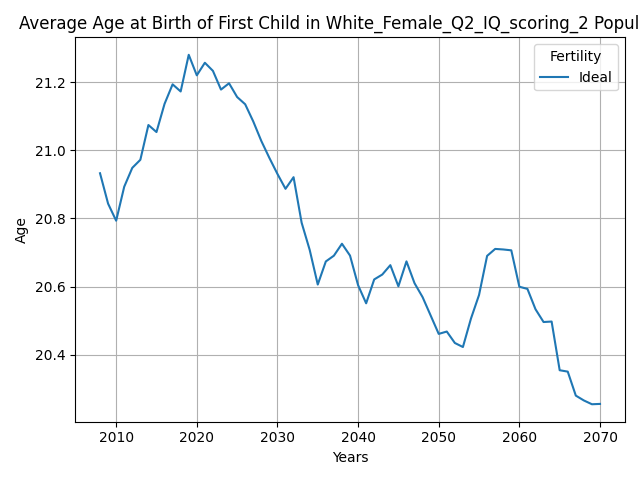 Average Age at Birth of First Child in White_Female_Q2_IQ_scoring_2 Popul
Fertility
Ideal
21.2
21.0
20.8
20.6
20.4
Age
2010 2020 2030 2040 2050 2060 2070
Years